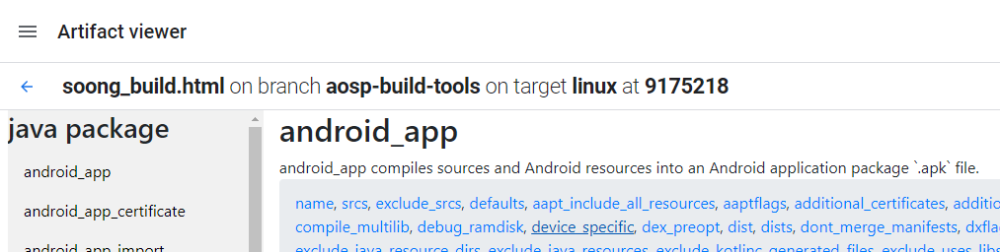 Artifact viewer
soong_build.html on branch aosp-build-tools on target linux at 9175218
java package
android_app
android_app_certificate
android_app_import
android_app
android_app compiles sources and Android resources into an Android application package `.apk` file.
name, srcs, exclude_srcs, defaults, aapt_include_all_resources, aaptflags, additional_certificates, additio
compile_multilib, debug_ramdisk, device_specific, dex_preopt, dist, dists, dont_merge_manifests, dxflac
exclude_java_resource_dirs, exclude_java_resources, exclude_kotlinc_generated_files, exclude_uses_libs